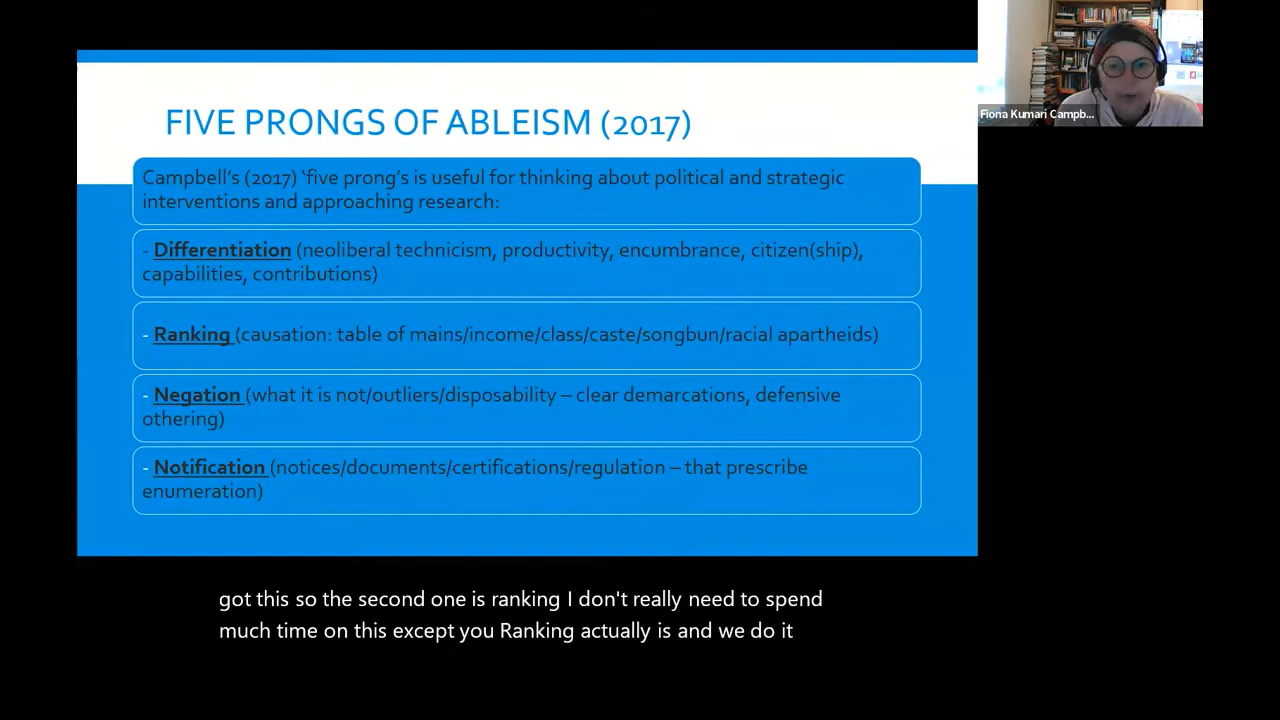 FIVE PRONGS OF ABLEISM (2017)
Campbell's (2017) 'five prong's is useful for thinking about political and strategic
interventions and approaching research:
- Differentiation (neoliberal technicism, productivity, encumbrance, citizen(ship),
capabilities, contributions)
- Ranking (causation: table of mains/income/class/caste/songbun/racial apartheids)
- Negation (what it is not/outliers/disposability – clear demarcations, defensive
othering)
- Notification (notices/documents/certifications/regulation – that prescribe
enumeration)
Fiona Kumari Campb...
got this so the second one is ranking I don't really need to spend
much time on this except you Ranking actually is and we do it